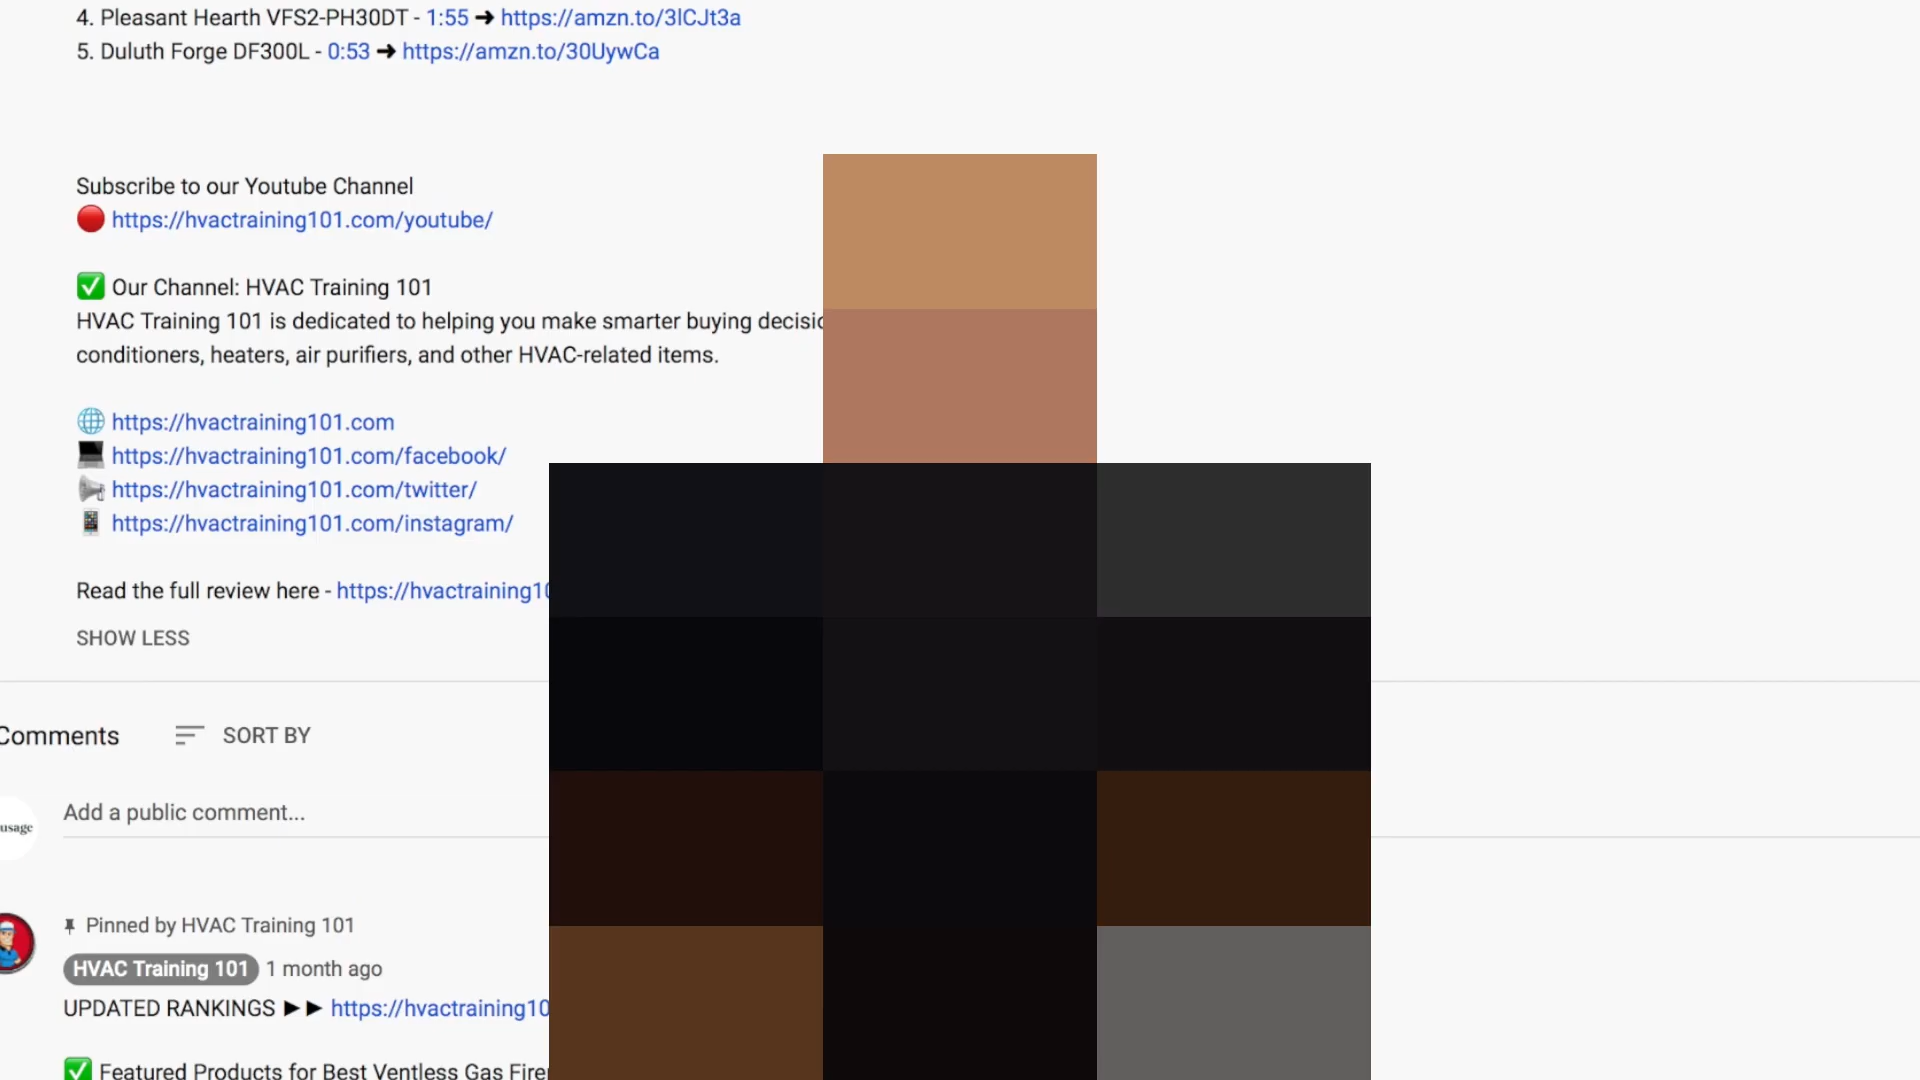 4. Pleasant Hearth VFS2-PH30DT - 1:55 ➜ https://amzn.to/3lCJt3a
5. Duluth Forge DF300L - 0:53 ➜ https://amzn.to/30UywCa
Subscribe to our Youtube Channel
🔴 https://hvactraining101.com/youtube/
✅ Our Channel: HVAC Training 101
HVAC Training 101 is dedicated to helping you make smarter buying
conditioners, heaters, air purifiers, and other HVAC-related items.
🌐 https://hvactraining101.com
💻 https://hvactraining101.com/facebook/
📣 https://hvactraining101.com/twitter/
📱 https://hvactraining101.com/instagram/
Read the full review here - https://hvactraining10
SHOW LESS
Comments
SORT BY
usage
Add a public comment...
Pinned by HVAC Training 101
HVAC Training 101 1 month ago
UPDATED RANKINGS ►► https://hvactraining10
✅ Featured Products for Best Ventless Gas